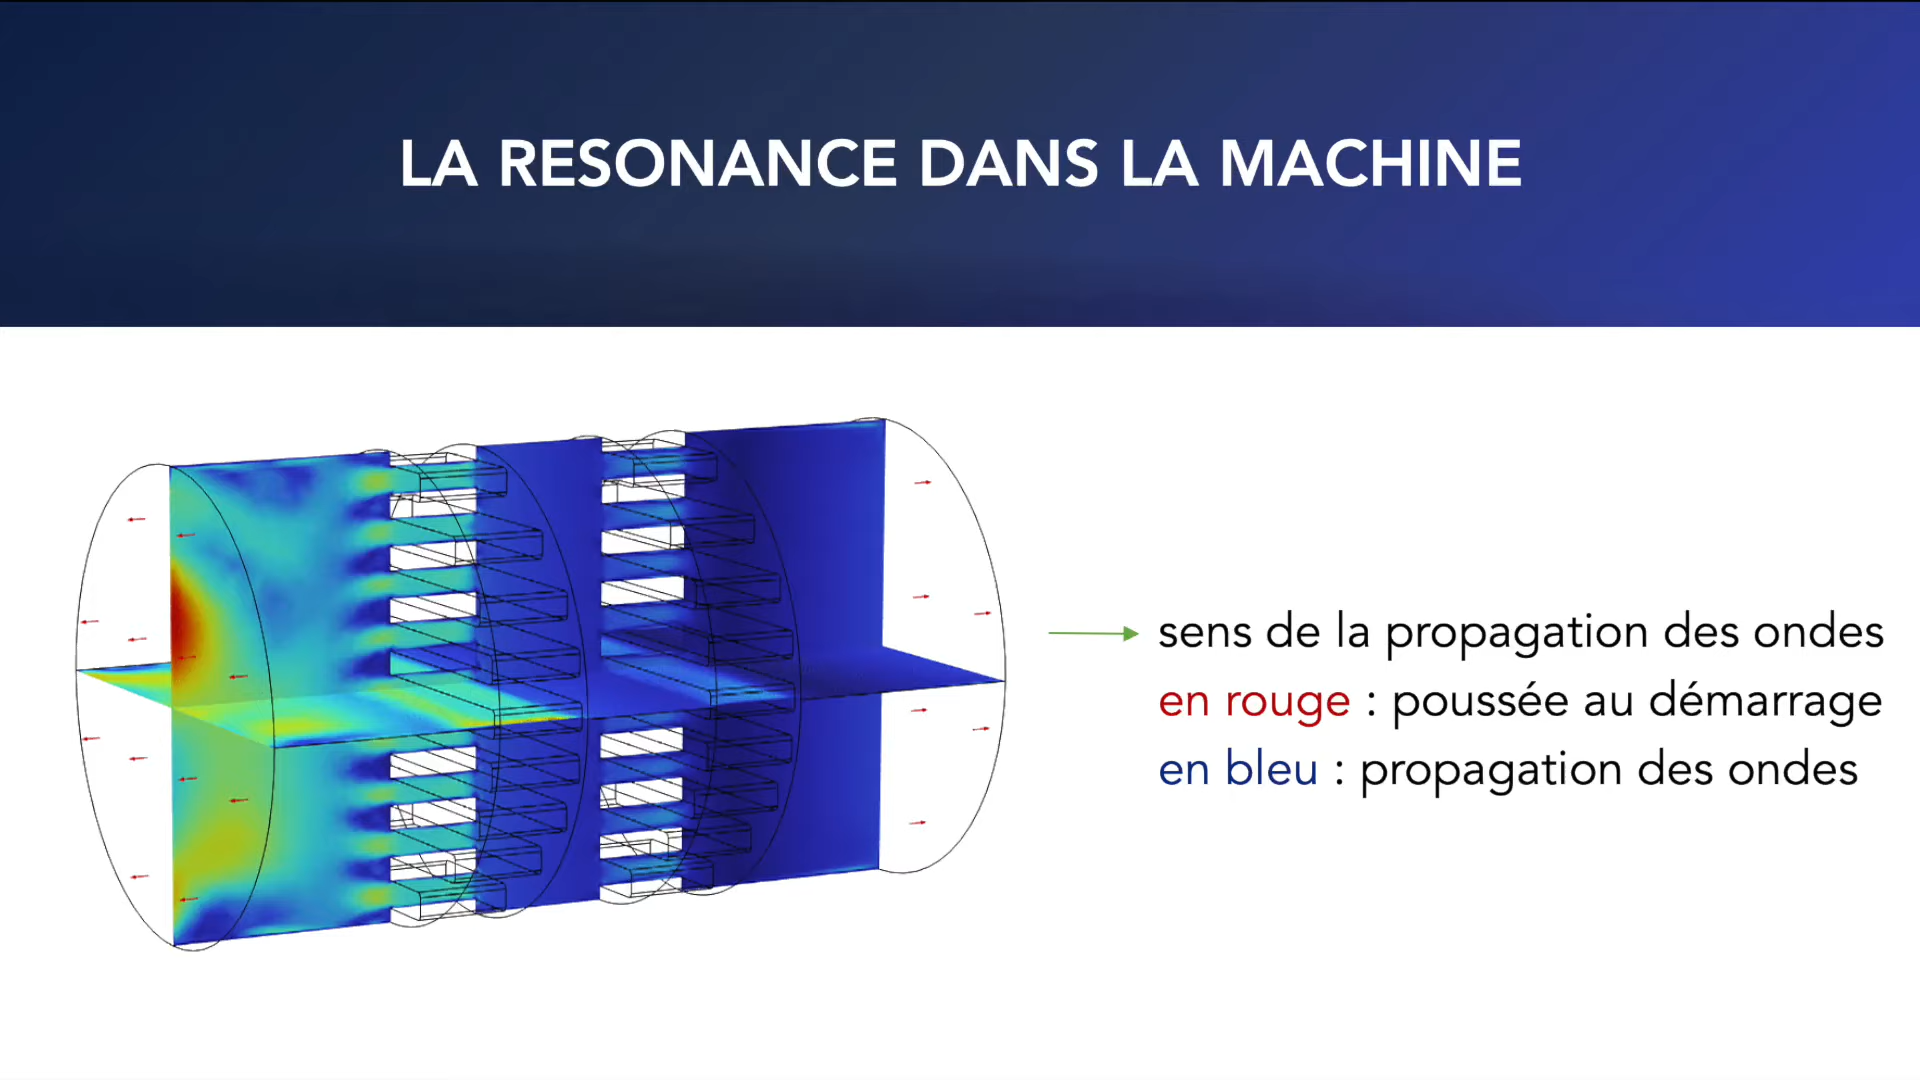 LA RESONANCE DANS LA MACHINE
sens de la propagation des ondes
en rouge : poussée au démarrage
en bleu : propagation des ondes